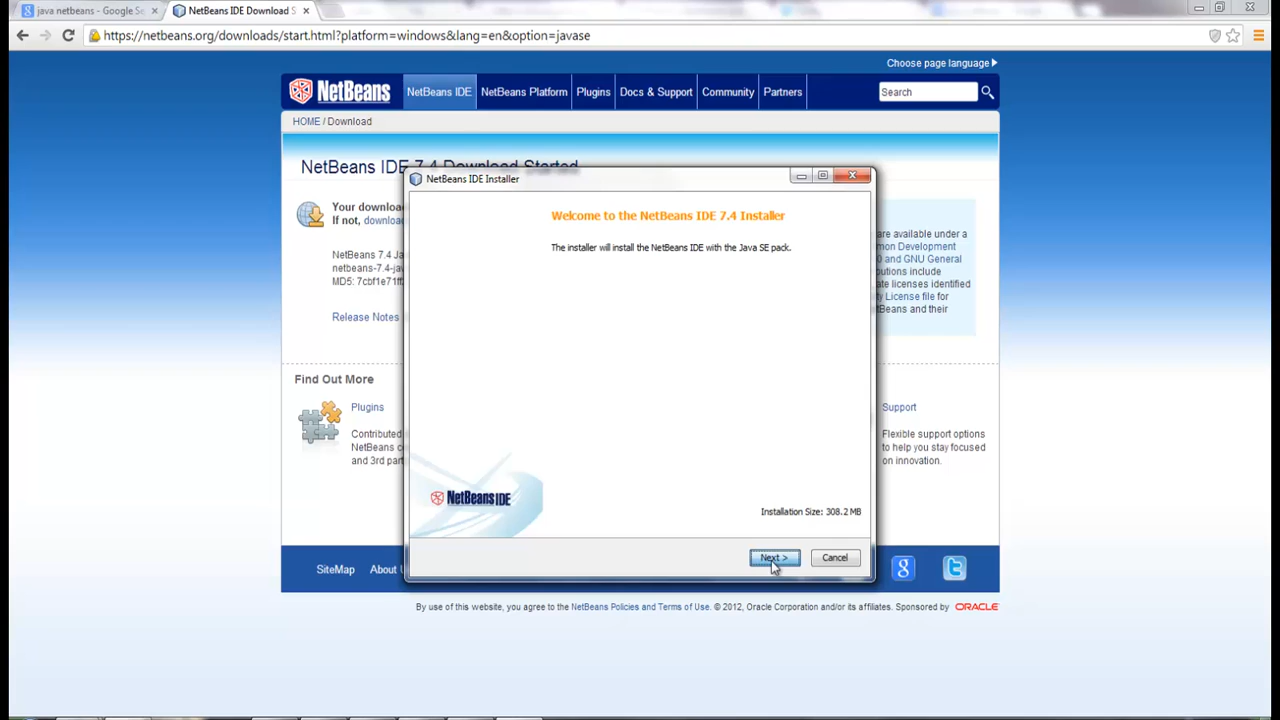 java netbeans - Google Se
NetBeans IDE Download S
https://netbeans.org/downloads/start.html?platform=windows&lang=en&option=javase
Choose page language
NetBeans
NetBeans IDE
NetBeans Platform
Plugins
Docs & Support
Community
Partners
Search
HOME / Download
NetBeans IDE 7.4 Download Started
Your download
If not, download
NetBeans 7.4 Ja
netbeans-7.4-jav
MD5: 7cbf1e71ff
Release Notes
are available under a
mon Development
0 and GNU General
butions include
ate licenses identified
ty License file for
Beans and their
NetBeans IDE Installer
Welcome to the NetBeans IDE 7.4 Installer
The installer will install the NetBeans IDE with the Java SE pack.
NetBeans IDE
Installation Size: 308.2 MB
Next >
Cancel
Find Out More
Plugins
Contributed
NetBeans c
and 3rd part
Support
Flexible support options
to help you stay focused
on innovation.
SiteMap
About U
By use of this website, you agree to the NetBeans Policies and Terms of Use. © 2012, Oracle Corporation and/or its affiliates. Sponsored by ORACLE